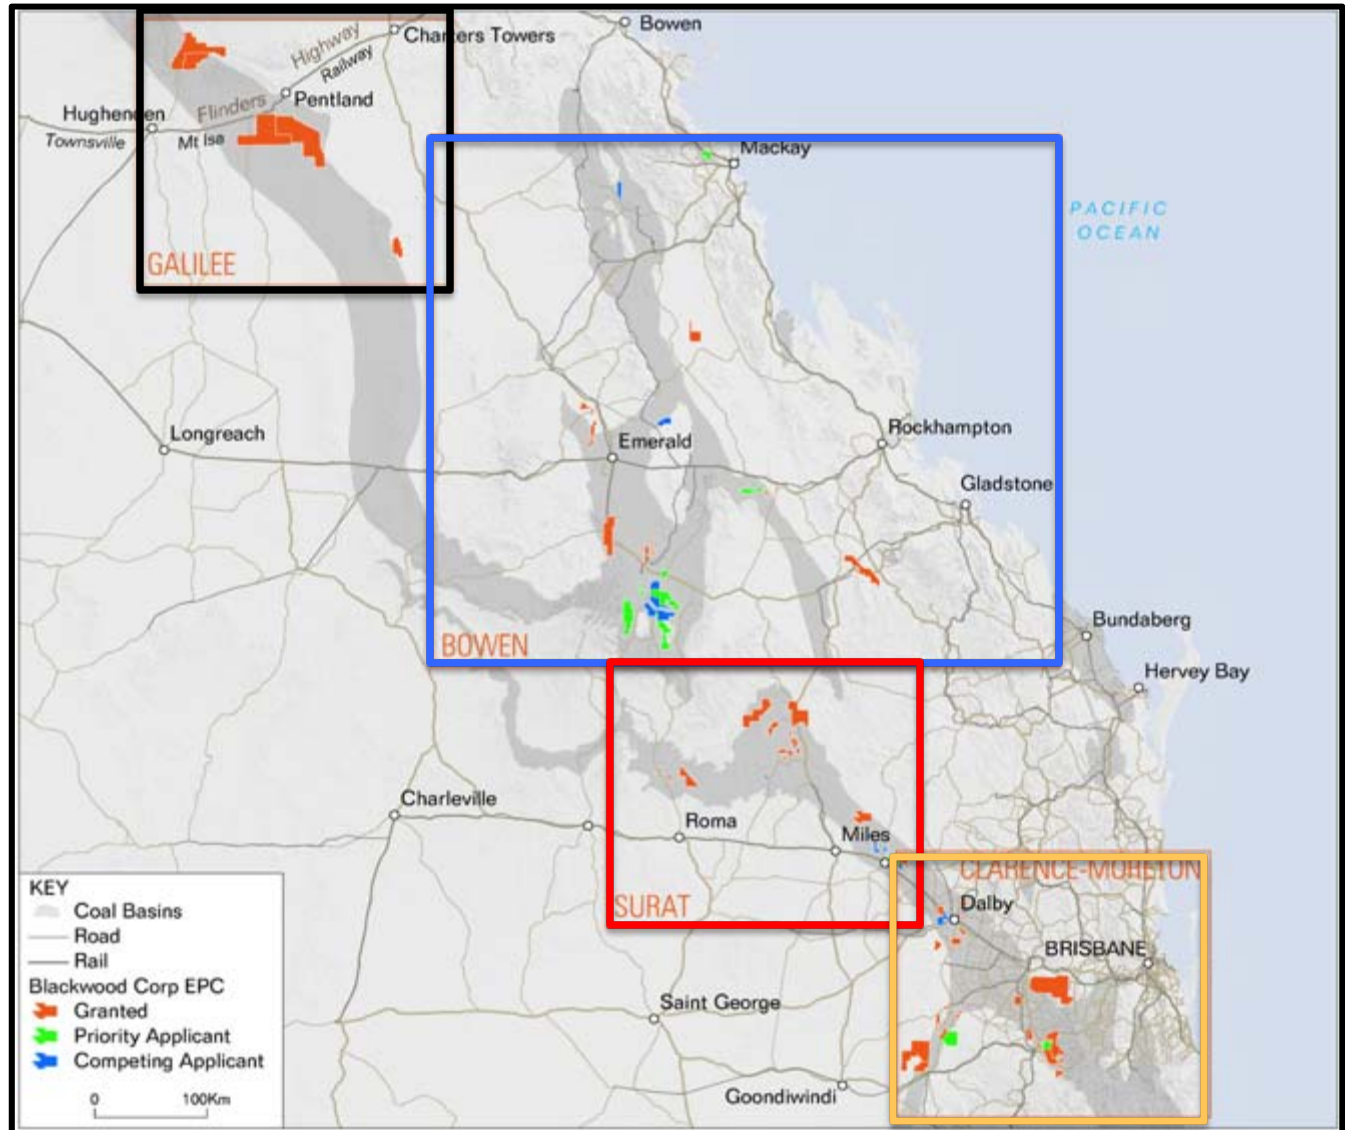 Bowen
Charters Towers
Highway
Railway
Flinders
Pentland
Hughenden
Townsville
Mt Isa
Mackay
PACIFIC
OCEAN
GALILEE
Longreach
Emerald
Rockhampton
Gladstone
BOWEN
Bundaberg
Hervey Bay
Charleville
Roma
Miles
SURAT
CLARENCE-MORETON
Dalby
BRISBANE
Saint George
Goondiwindi
KEY
Coal Basins
Road
Rail
Blackwood Corp EPC
Granted
Priority Applicant
Competing Applicant
0 100Km